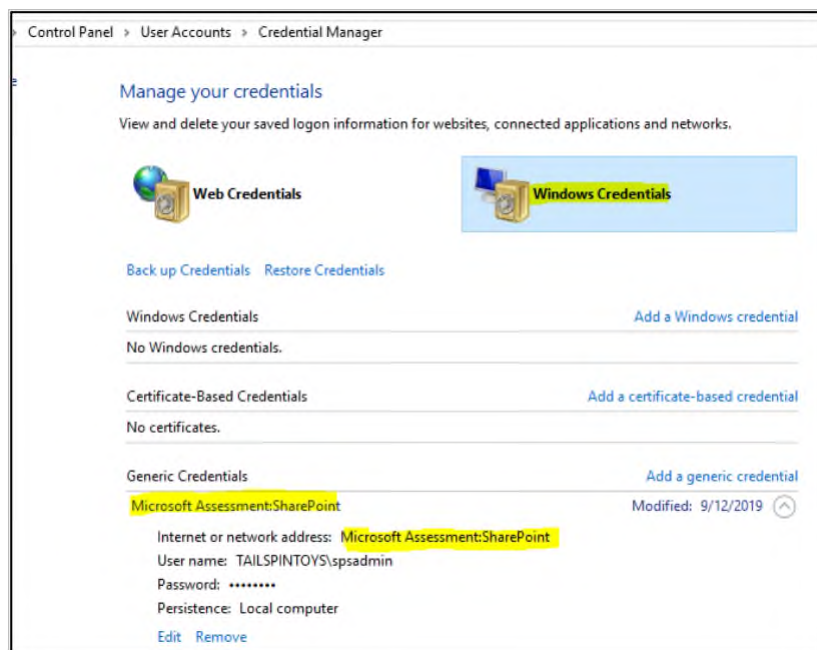 › Control Panel › User Accounts › Credential Manager
e
Manage your credentials
View and delete your saved logon information for websites, connected applications and networks.
Web Credentials Windows Credentials
Back up Credentials Restore Credentials
Windows Credentials Add a Windows credential
No Windows credentials.
Certificate-Based Credentials Add a certificate-based credential
No certificates.
Generic Credentials Add a generic credential
Microsoft Assessment:SharePoint Modified: 9/12/2019
Internet or network address: Microsoft Assessment:SharePoint
User name: TAILSPINTOYS\spsadmin
Password: ••••••••
Persistence: Local computer
Edit Remove